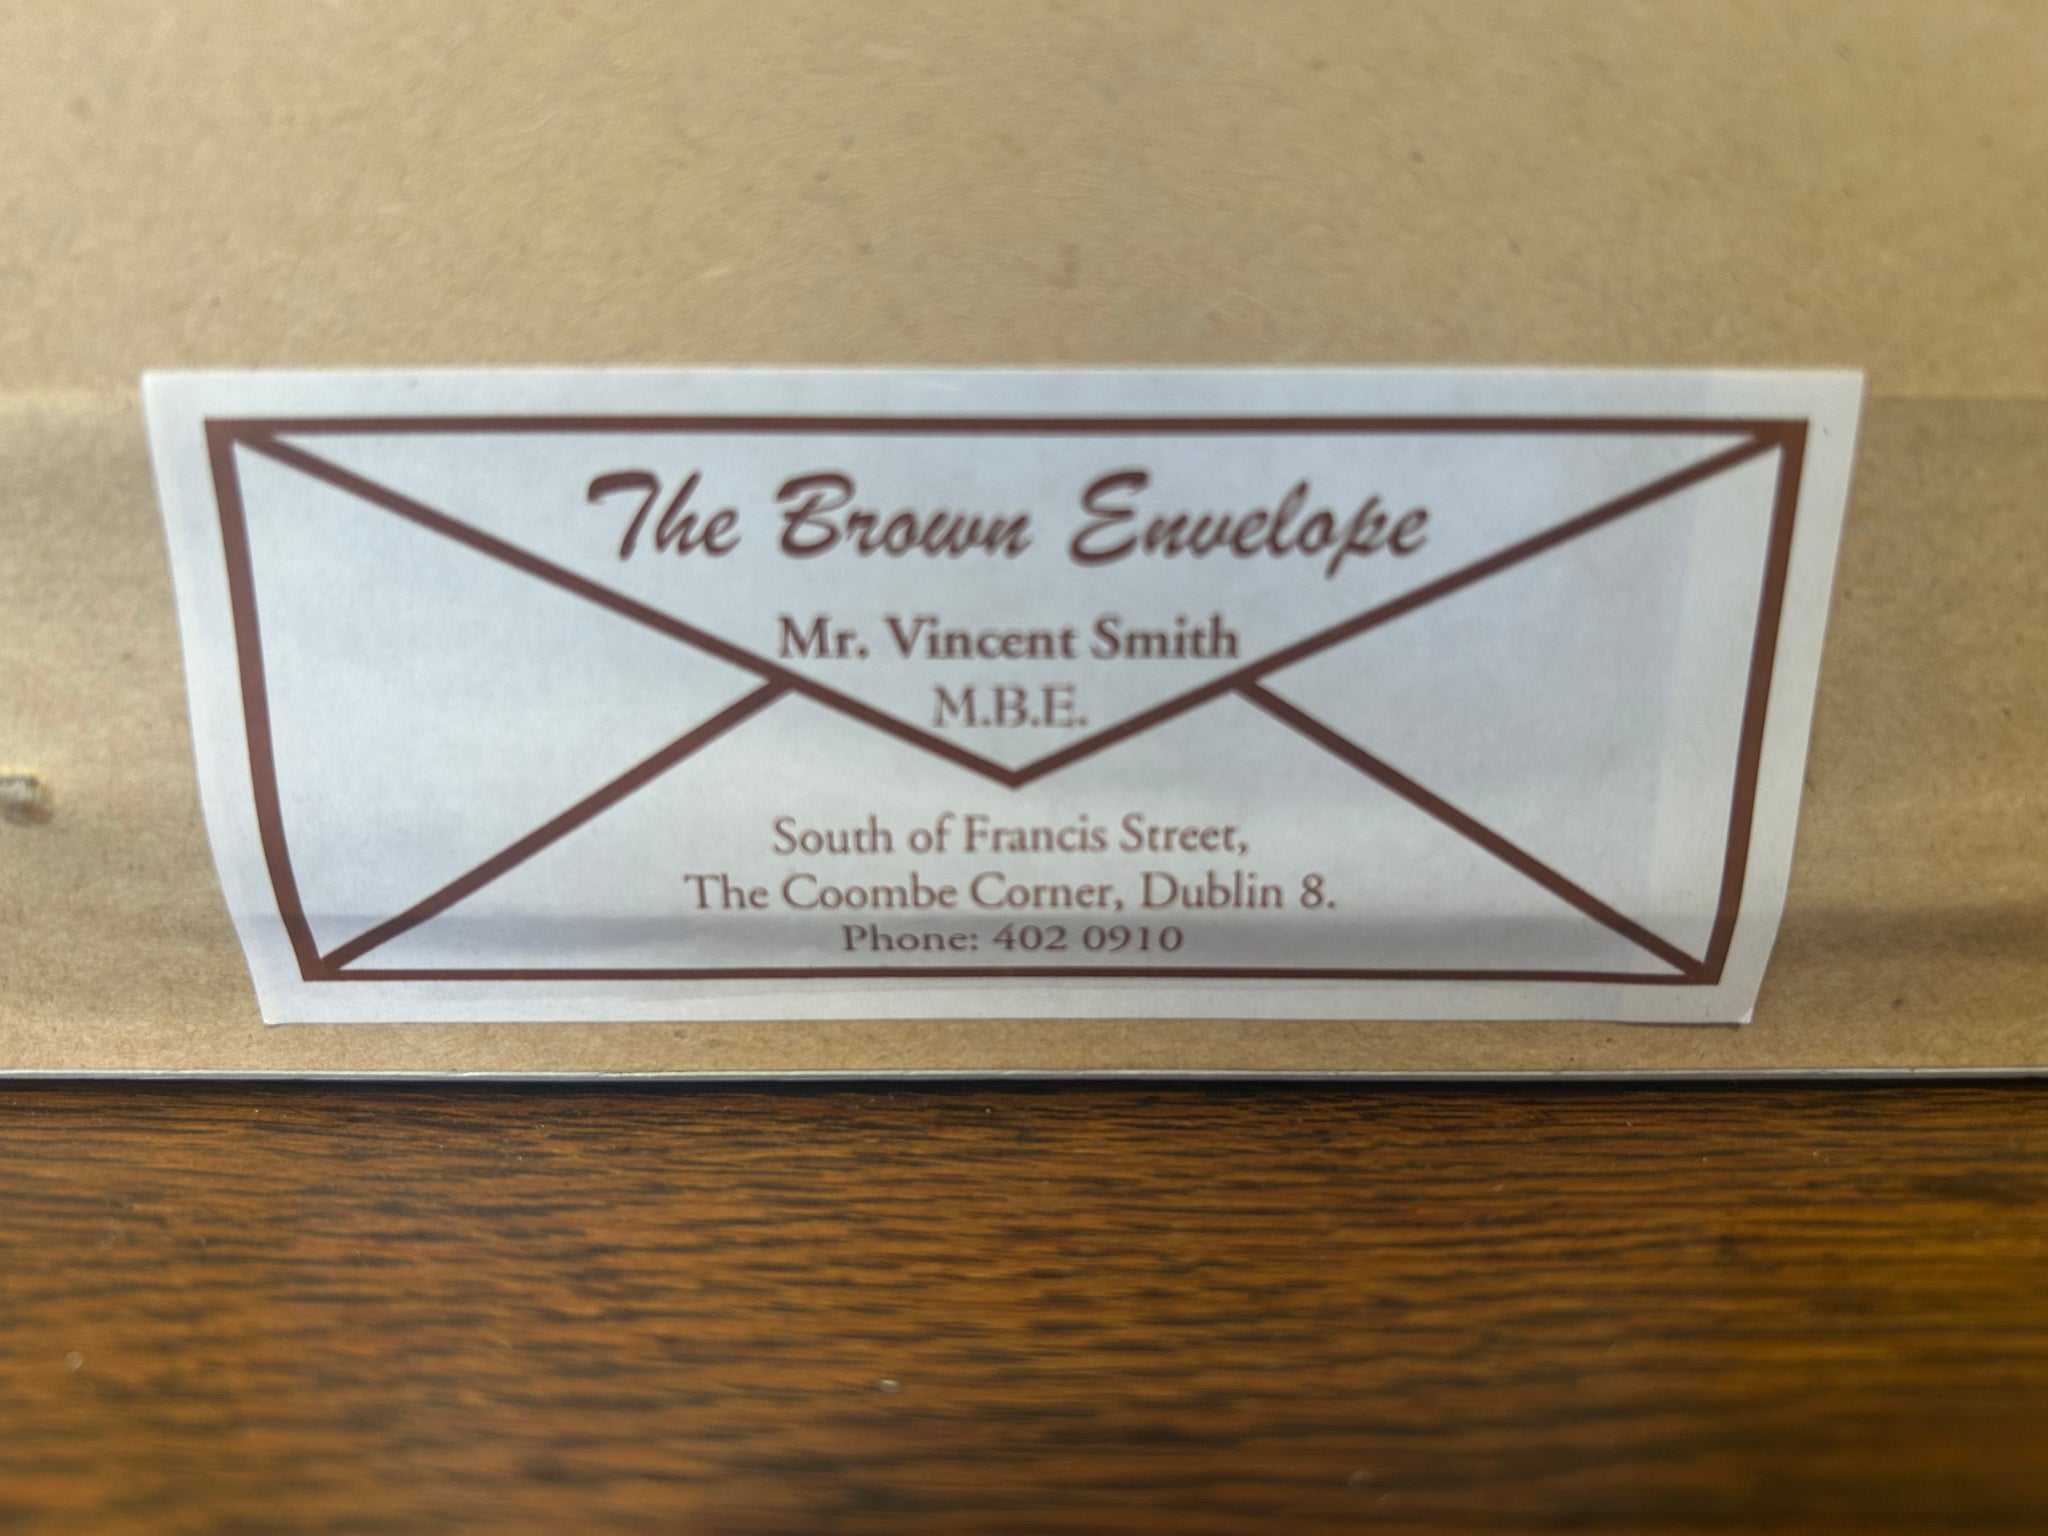 The Brown Envelope
Mr. Vincent Smith
M.B.E.
South of Francis Street,
The Coombe Corner, Dublin 8.
Phone: 402 0910